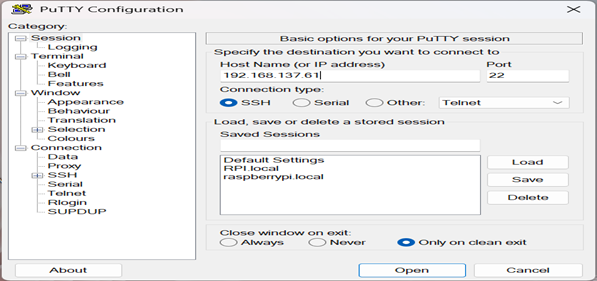 PuTTY Configuration
Category:
Session
Logging
Terminal
Keyboard
Bell
Features
Window
Appearance
Behaviour
Translation
Selection
Colours
Connection
Data
Proxy
SSH
Serial
Telnet
Rlogin
SUPDUP
Basic options for your PuTTY session
Specify the destination you want to connect to
Host Name (or IP address) Port
192.168.137.61 22
Connection type:
SSH Serial Other: Telnet
Load, save or delete a stored session
Saved Sessions
Default Settings
RPI.local
raspberrypi.local
Load
Save
Delete
Close window on exit:
Always Never Only on clean exit
About Open Cancel